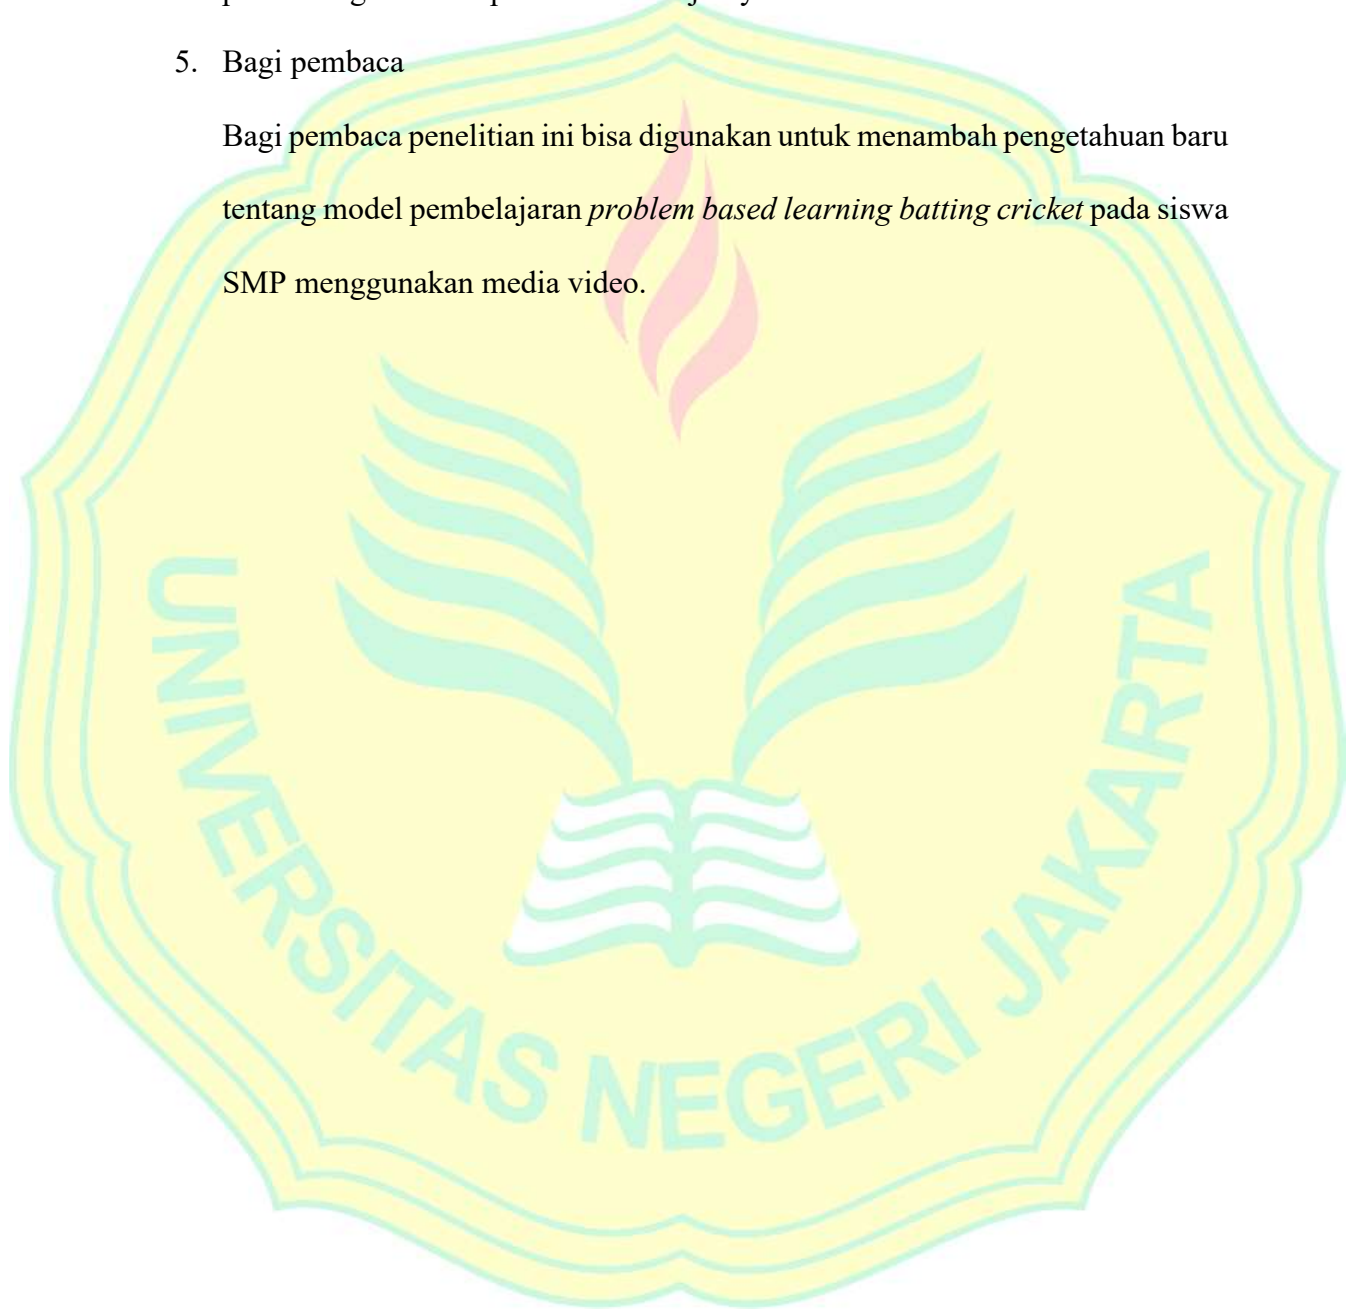 5. Bagi pembaca
Bagi pembaca penelitian ini bisa digunakan untuk menambah pengetahuan baru
tentang model pembelajaran problem based learning batting cricket pada siswa
SMP menggunakan media video.
UNIVERSITAS NEGERI JAKARTA